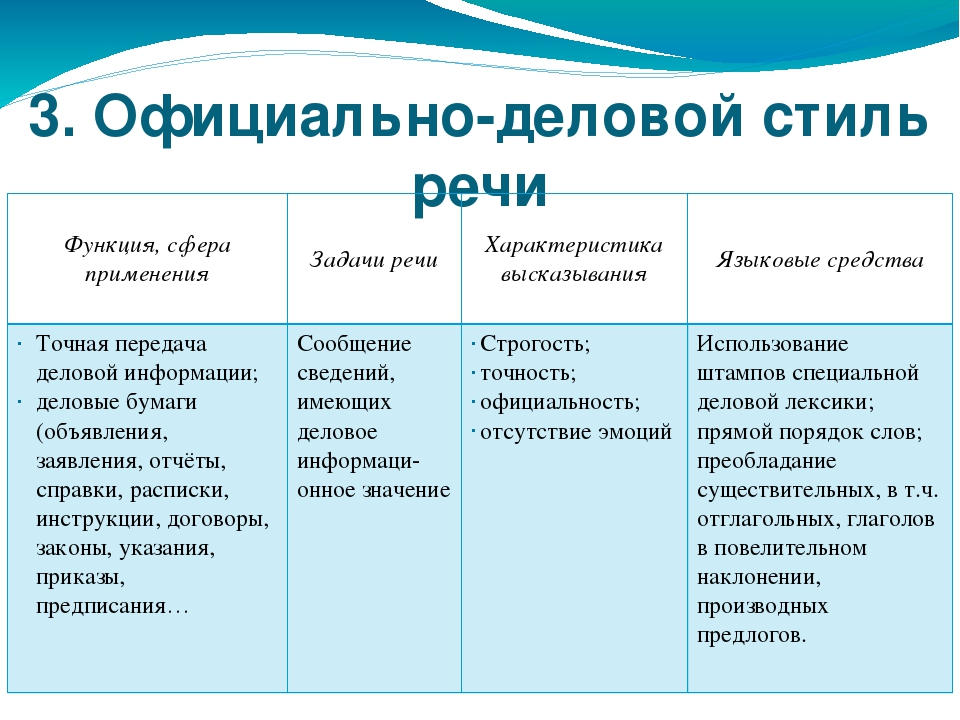 3. Официально-деловой стиль
речи
Функция, сфера
применения
Задачи речи
Характеристика
высказывания
Языковые средства
· Точная передача
деловой информации;
· деловые бумаги
(объявления,
заявления, отчёты,
справки, расписки,
инструкции, договоры,
законы, указания,
приказы,
предписания…
Сообщение
сведений,
имеющих
деловое
информаци-
онное значение
· Строгость;
· точность;
· официальность;
· отсутствие эмоций
Использование
штампов специальной
деловой лексики;
прямой порядок слов;
преобладание
существительных, в т.ч.
отглагольных, глаголов
в повелительном
наклонении,
производных
предлогов.